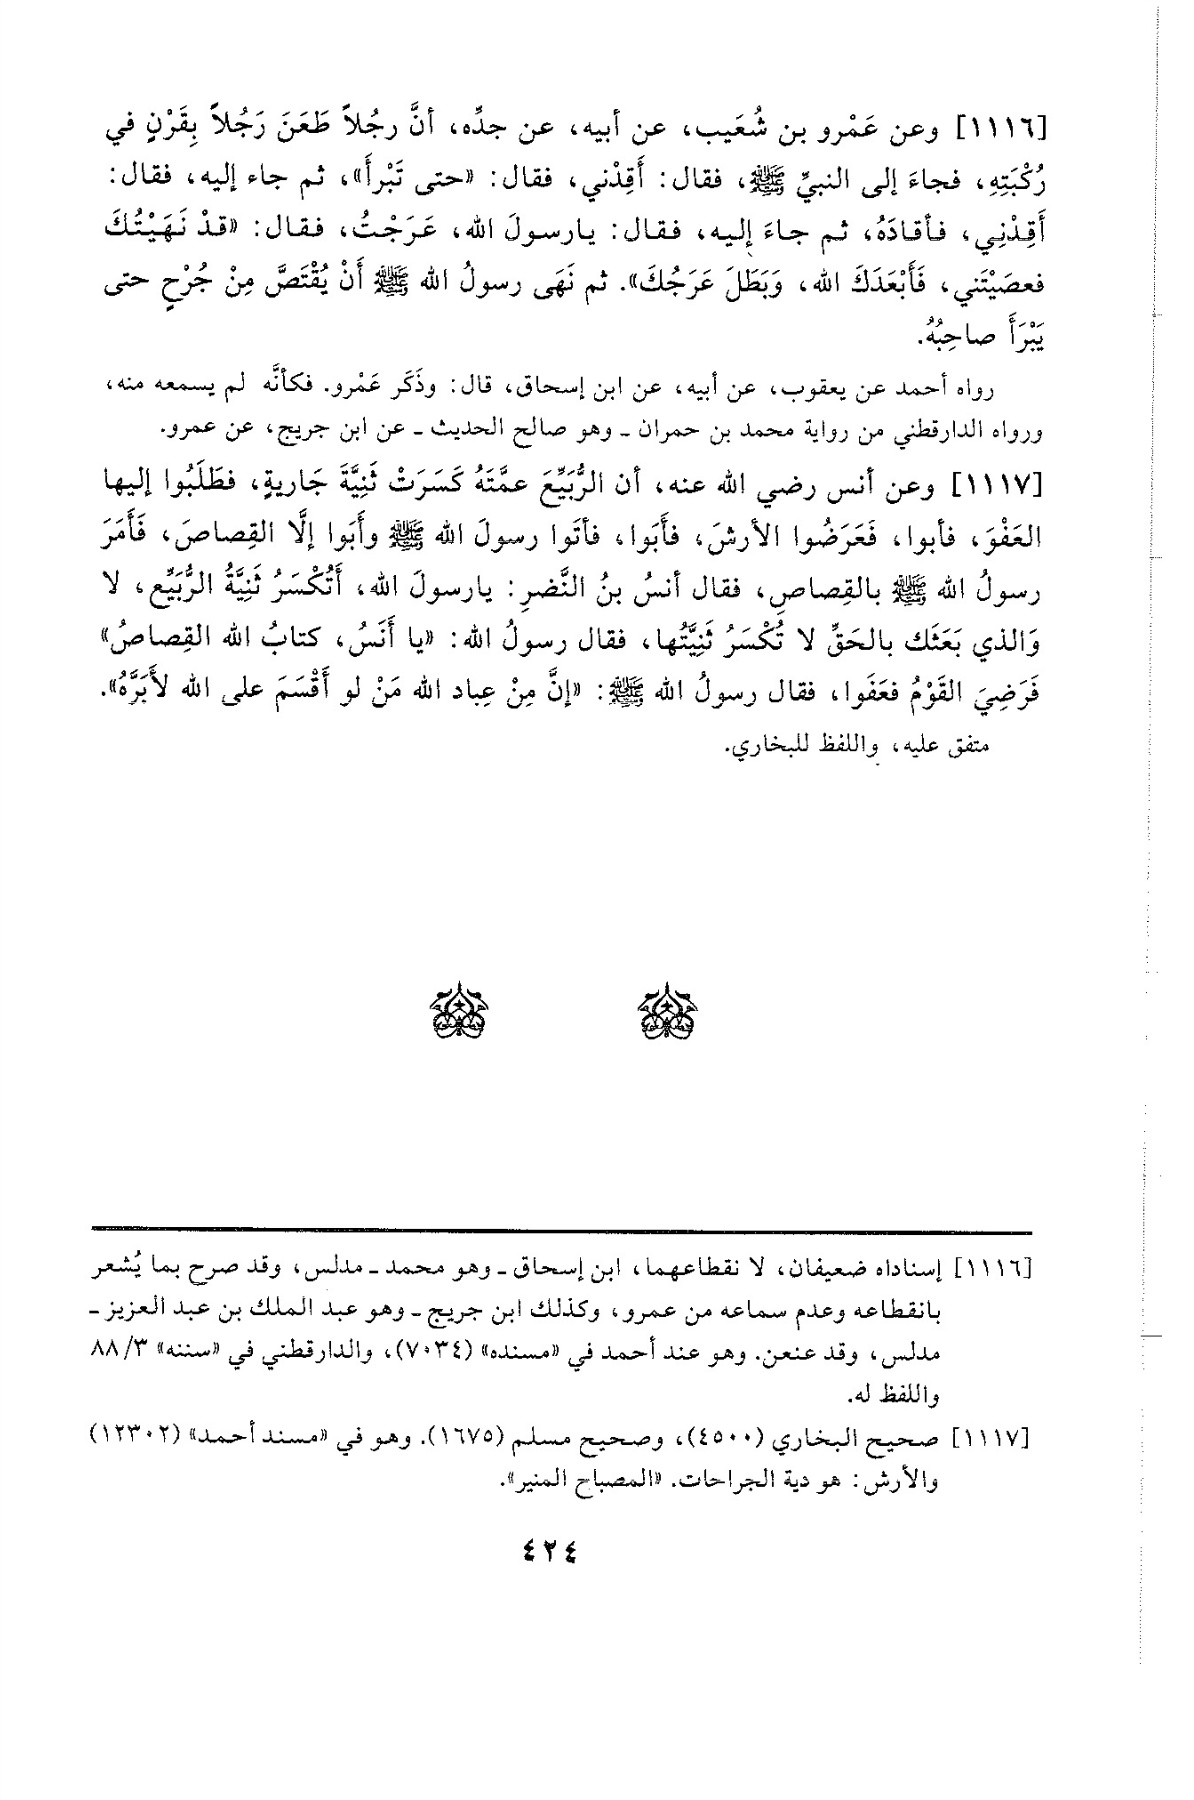 [١١١٦] وعن عَمْرو بن شُعَيب، عن أبيه، عن جدِّه، أنَّ رجُلاً طَعَنَ رَجُلاً بِقَرْنٍ في
رُكْبَتِهِ، فجاءَ إلى النبيِّ ﷺ، فقال: أَقِدْني، فقال: «حتى تَبْرأَ»، ثم جاء إليه، فقال:
أَقِدْنِي، فأقادَهُ، ثم جاءَ إليه، فقال: يارسولَ الله، عَرَجْتُ، فقال: «قدْ نَهَيْتُكَ
فعصَيْتَني، فَأَبْعَدَكَ الله، وَبَطَلَ عَرَجُكَ». ثم نَهَى رسولُ الله ﷺ أَنْ يُقْتَصَّ مِنْ جُرْحٍ حتى
يَبْرَأَ صاحِبُهُ.
رواه أحمد عن يعقوب، عن أبيه، عن ابن إسحاق، قال: وذَكَر عَمْرو. فكأنَّه لم يسمعه منه،
ورواه الدارقطني من رواية محمد بن حمران ـ وهو صالح الحديث ـ عن ابن جريج، عن عمرو.
[١١١٧] وعن أنس رضي الله عنه، أن الرُّبَيِّعَ عمَّتَهُ كَسَرَتْ ثَنِيَّةَ جَاريةٍ، فطَلَبُوا إليها
العَفْوَ، فأبوا، فَعَرَضُوا الأرشَ، فأَبَوا، فأتَوا رسولَ الله ﷺ وأبَوا إلَّا القِصاصَ، فَأَمَرَ
رسولُ الله ﷺ بالقِصاصِ، فقال أنسُ بنُ النَّضرِ: يارسولَ الله، أَتُكْسَرُ ثَنِيَّةُ الرُّبَيِّع، لا
وَالذي بَعَثَك بالحَقِّ لا تُكْسَرُ ثَنِيَّتُها، فقال رسولُ الله: «يا أَنَسُ، كتابُ الله القِصاصُ»
فَرَضِيَ القَوْمُ فعَفَوا، فقال رسولُ الله ﷺ: «إنَّ مِنْ عِباد الله مَنْ لو أَقْسَمَ على الله لأَبَرَّهُ».
متفق عليه، واللفظ للبخاري.
[١١١٦] إسناداه ضعيفان، لا نقطاعهما، ابن إسحاق ـ وهو محمد ـ مدلس، وقد صرح بما يُشعر
بانقطاعه وعدم سماعه من عمرو، وكذلك ابن جريج ـ وهو عبد الملك بن عبد العزيز ـ
مدلس، وقد عنعن. وهو عند أحمد في «مسنده» (٧٠٣٤)، والدارقطني في «سننه» ٨٨/٣
واللفظ له.
[١١١٧] صحيح البخاري (٤٥٠٠)، وصحيح مسلم (١٦٧٥). وهو في «مسند أحمد» (١٢٣٠٢)
والأرش: هو دية الجراحات. «المصباح المنير».
٤٢٤